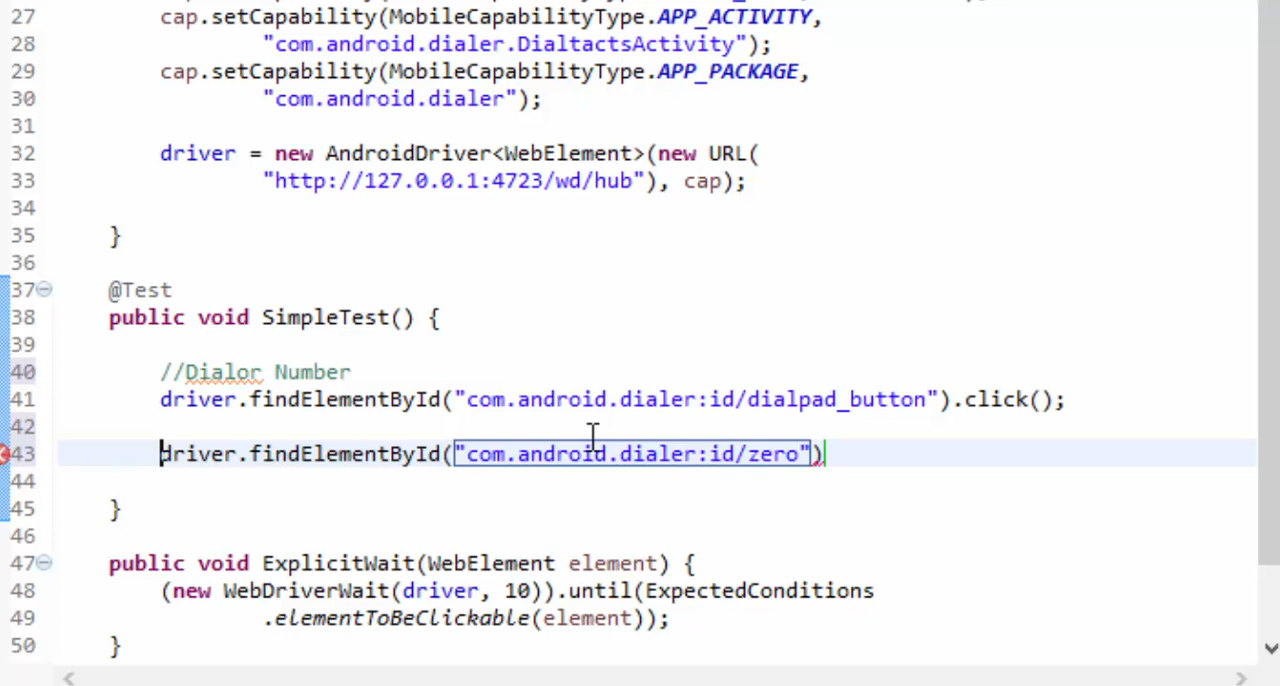 27 cap.setCapability(MobileCapabilityType.APP_ACTIVITY,
28 "com.android.dialer.DialtactsActivity");
29 cap.setCapability(MobileCapabilityType.APP_PACKAGE,
30 "com.android.dialer");
31
32 driver = new AndroidDriver<WebElement>(new URL(
33 "http://127.0.0.1:4723/wd/hub"), cap);
34
35 }
36
37 @Test
38 public void SimpleTest() {
39
40 //Dialor Number
41 driver.findElementById("com.android.dialer:id/dialpad_button").click();
42
43 driver.findElementById("com.android.dialer:id/zero")
44
45 }
46
47 public void ExplicitWait(WebElement element) {
48 (new WebDriverWait(driver, 10)).until(ExpectedConditions
49 .elementToBeClickable(element));
50 }